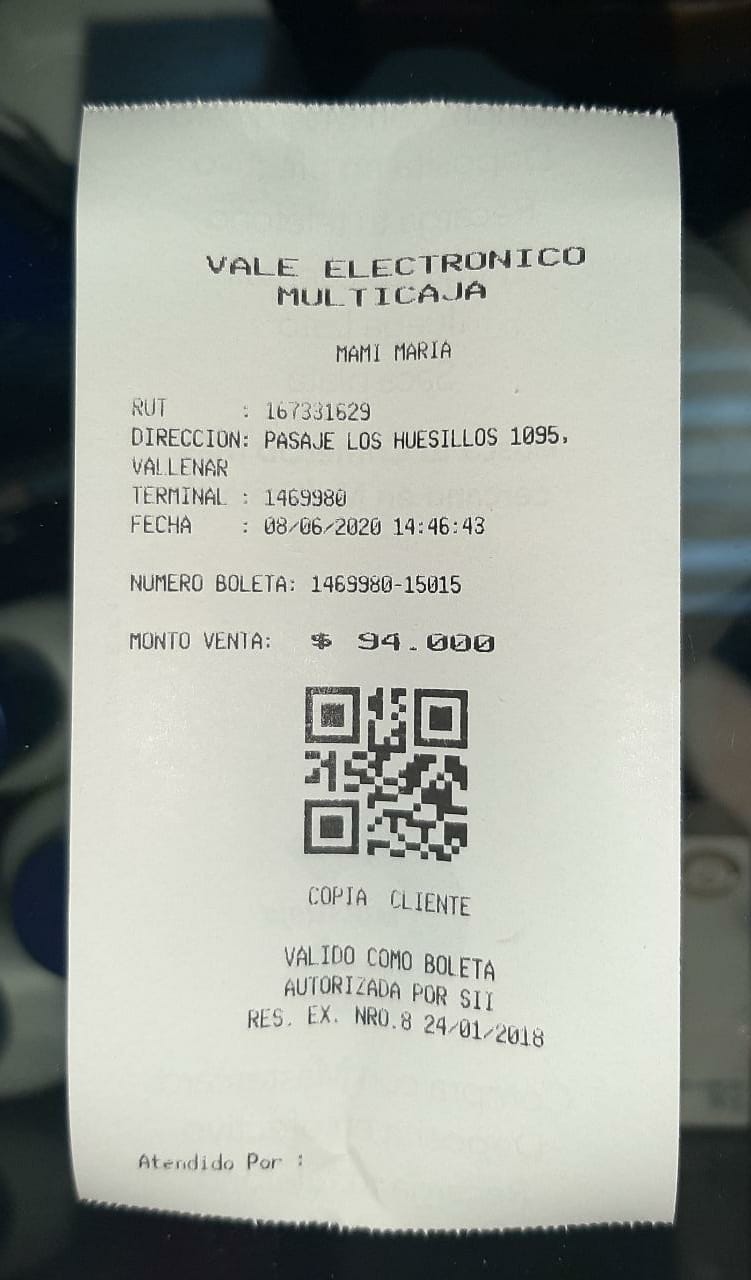 VALE ELECTRONICO
MULTICAJA
MAMI MARIA
RUT : 167331629
DIRECCION: PASAJE LOS HUESILLOS 1095,
VALLENAR
TERMINAL : 1469980
FECHA : 08/06/2020 14:46:43
NUMERO BOLETA: 1469980-15015
MONTO VENTA: $ 94.000
COPIA CLIENTE
VALIDO COMO BOLETA
AUTORIZADA POR SII
RES. EX. NRO.8 24/01/2018
Atendido Por :